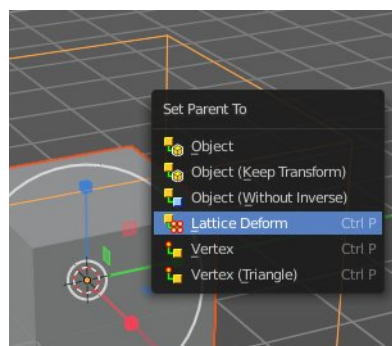 Set Parent To
Object
Object (Keep Transform)
Object (Without Inverse)
Lattice Deform Ctrl P
Vertex Ctrl P
Vertex (Triangle) Ctrl P